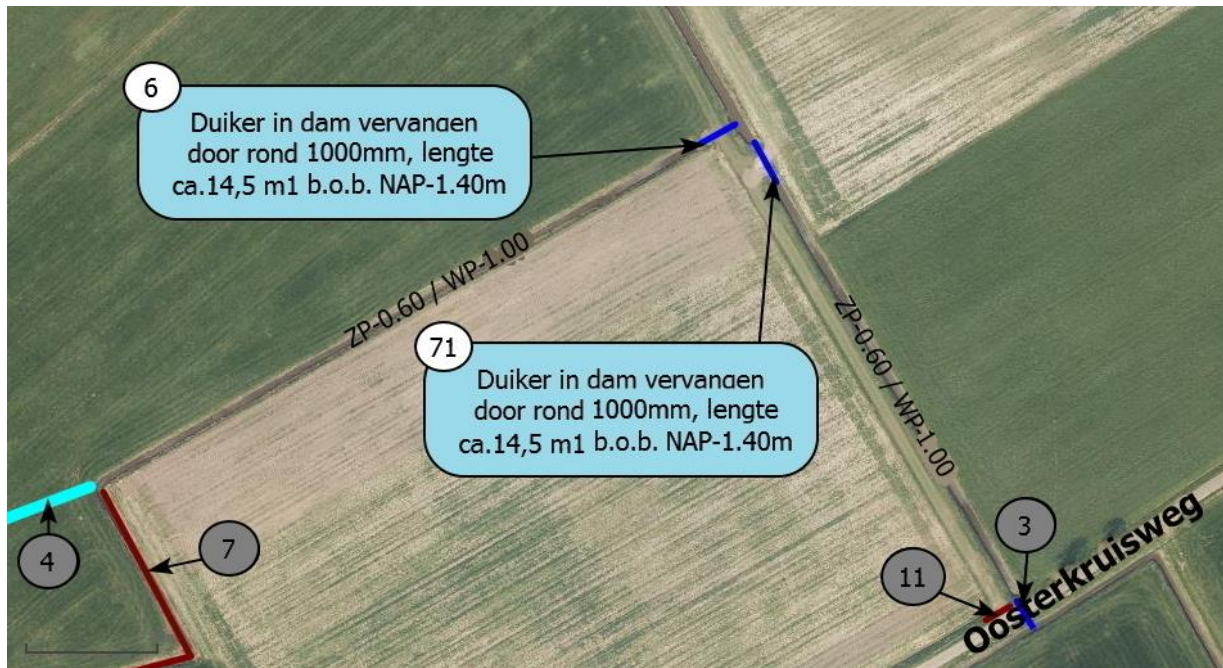 6
Duiker in dam vervangen
door rond 1000mm, lengte
ca.14,5 m1 b.o.b. NAP-1.40m
ZP-0.60 / WP-1.00
71
Duiker in dam vervangen
door rond 1000mm, lengte
ca.14,5 m1 b.o.b. NAP-1.40m
ZP-0.60 / WP-1.00
4
7
3
11
Oosterkruisweg